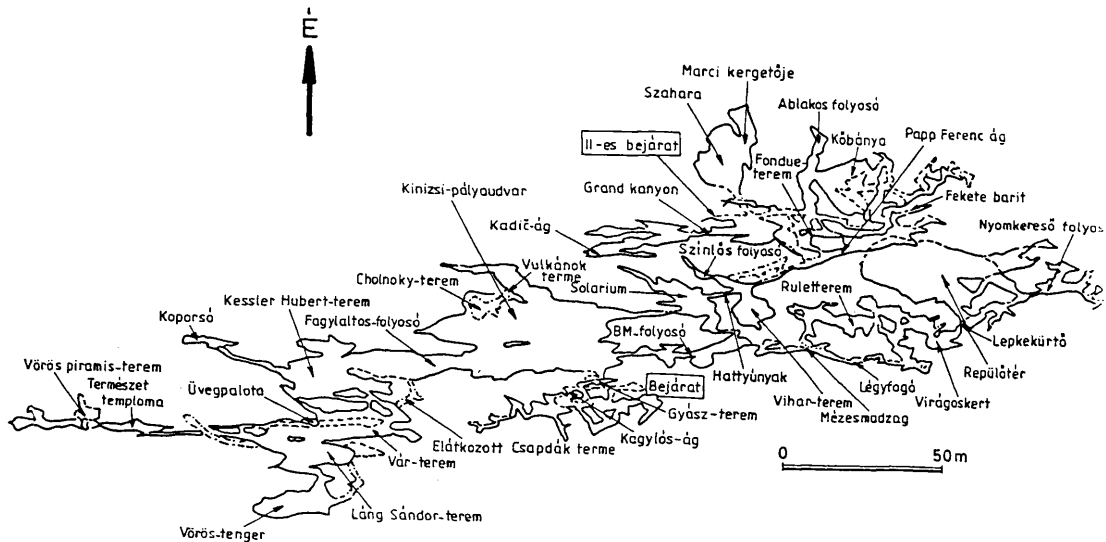 É
Marci kergetője
Szahara
Ablakos folyosó
II-es bejárat
Kőbánya
Papp Ferenc ág
Fondue-
terem
Kinizsi-pályaudvar
Grand kanyon
Fekete barit
Kadič-ág
Nyomkereső folyos
Színlős folyosó
Vulkánok
terme
Cholnoky-terem
Solarium
Ruletterem
Kessler Hubert-terem
Fagylaltos-folyosó
Koporsó
BM-folyosó
Lepkekürtő
Vörös piramis-terem
Természet
temploma
Üvegpalota
Hattyúnyak
Légyfogó
Repülőtér
Bejárat
Gyász-terem
Vihar-terem
Virágoskert
Mézesmadzag
Kagylós-ág
Elátkozott Csapdák terme
Vár-terem
0 50 m
Láng Sándor-terem
Vörös-tenger